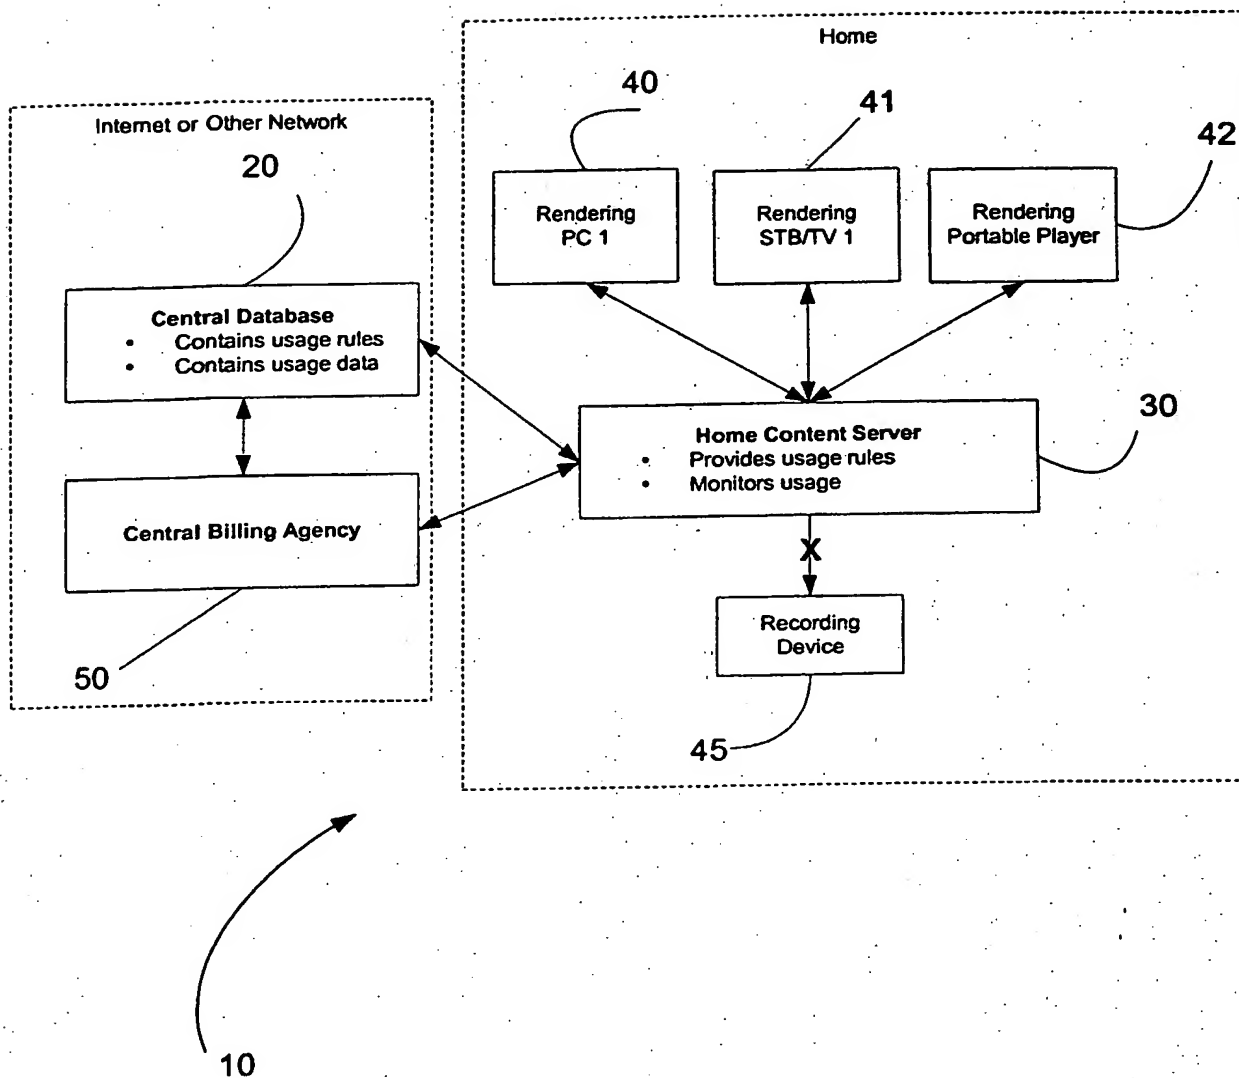 Home
40
41
42
Internet or Other Network
20
Rendering
PC 1
Rendering
STB/TV 1
Rendering
Portable Player
Central Database
• Contains usage rules
• Contains usage data
30
Home Content Server
• Provides usage rules
• Monitors usage
Central Billing Agency
X
Recording
Device
50
45
10